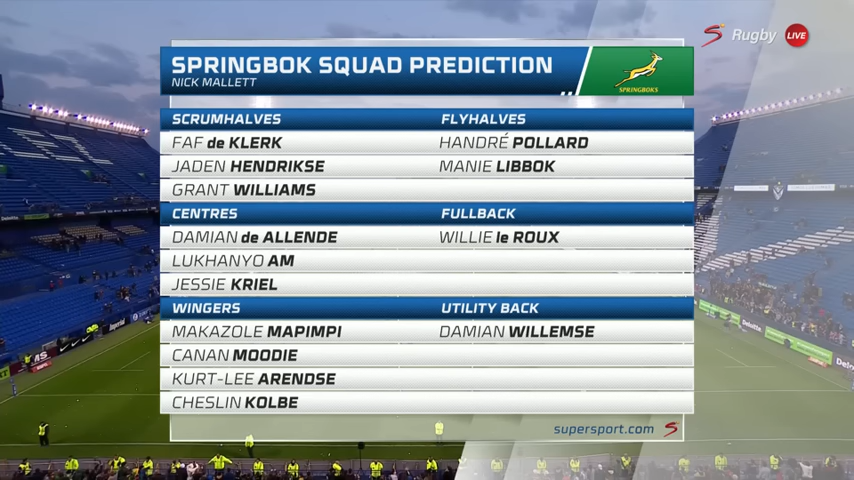 Rugby LIVE
SPRINGBOK SQUAD PREDICTION
NICK MALLETT
SPRINGBOKS
SCRUMHALVES
FAF de KLERK
JADEN HENDRIKSE
GRANT WILLIAMS
FLYHALVES
HANDRÉ POLLARD
MANIE LIBBOK
CENTRES
DAMIAN de ALLENDE
LUKHANYO AM
JESSIE KRIEL
FULLBACK
WILLIE le ROUX
WINGERS
MAKAZOLE MAPIMPI
CANAN MOODIE
KURT-LEE ARENDSE
CHESLIN KOLBE
UTILITY BACK
DAMIAN WILLEMSE
supersport.com